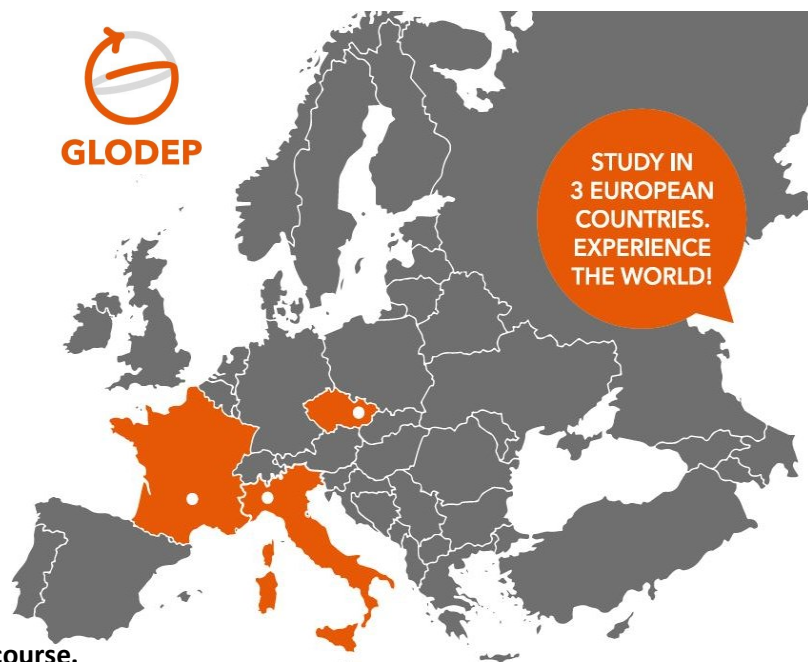 GLODEP
STUDY IN
3 EUROPEAN
COUNTRIES.
EXPERIENCE
THE WORLD!
course.